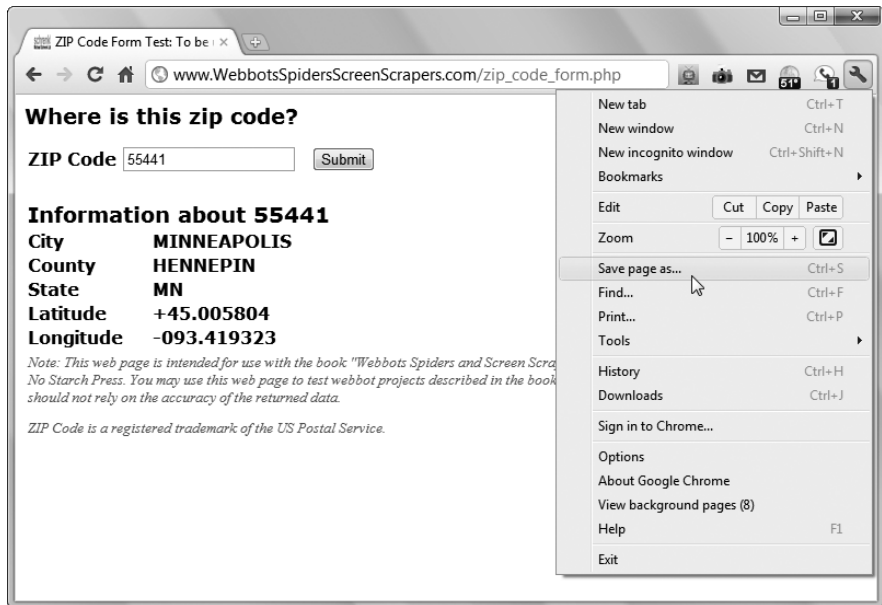 ZIP Code Form Test: To be
www.WebbotsSpidersScreenScrapers.com/zip_code_form.php
51°
1
Where is this zip code?
ZIP Code 55441 Submit
Information about 55441
City MINNEAPOLIS
County HENNEPIN
State MN
Latitude +45.005804
Longitude -093.419323
Note: This web page is intended for use with the book "Webbots Spiders and Screen Scra
No Starch Press. You may use this web page to test webbot projects described in the book
should not rely on the accuracy of the returned data.
ZIP Code is a registered trademark of the US Postal Service.
New tab Ctrl+T
New window Ctrl+N
New incognito window Ctrl+Shift+N
Bookmarks
Edit Cut Copy Paste
Zoom - 100% +
Save page as... Ctrl+S
Find... Ctrl+F
Print... Ctrl+P
Tools
History Ctrl+H
Downloads Ctrl+J
Sign in to Chrome...
Options
About Google Chrome
View background pages (8)
Help F1
Exit